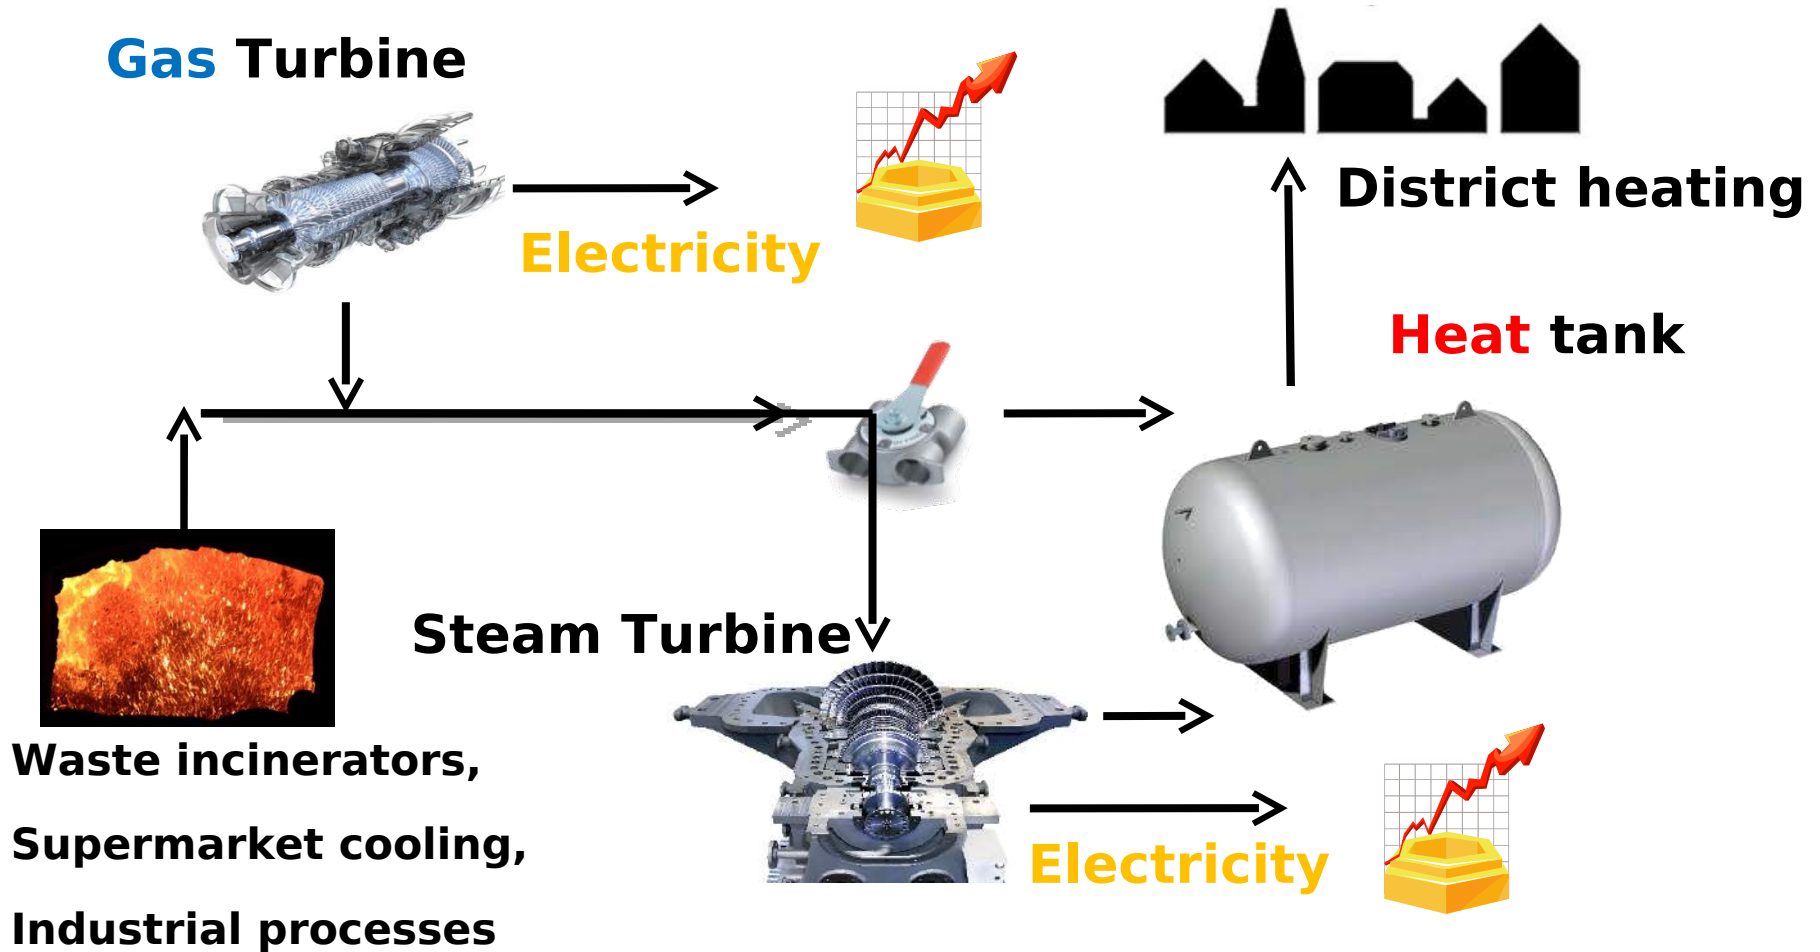 Gas Turbine
District heating
Electricity
Heat tank
Steam Turbine
Waste incinerators,
Supermarket cooling,
Electricity
Industrial processes